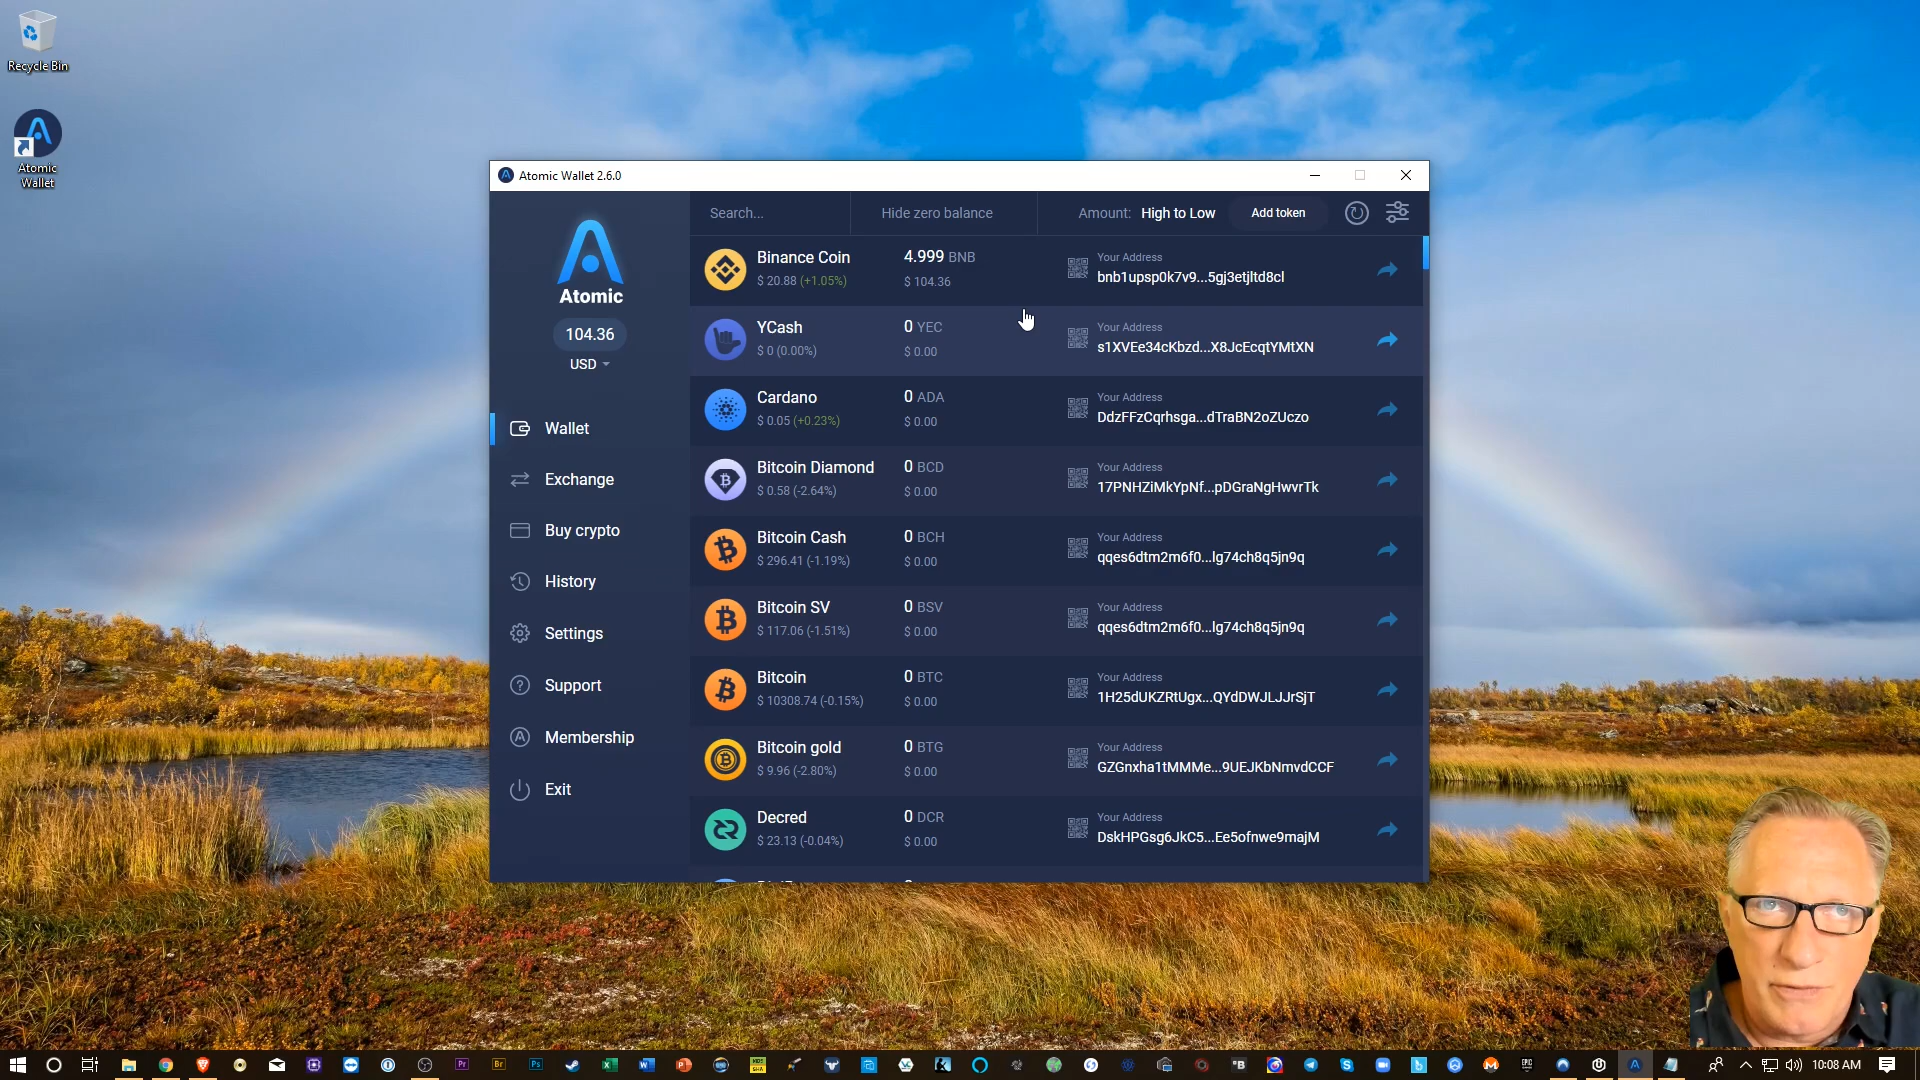 Recycle Bin
Atomic
Wallet
Atomic Wallet 2.6.0
Atomic
104.36
USD
Wallet
Exchange
Buy crypto
History
Settings
Support
Membership
Exit
Search...
Hide zero balance
Amount: High to Low
Add token
Binance Coin
$ 20.88 (+1.05%)
4.999 BNB
$ 104.36
Your Address
bnb1upsp0k7v9...5gj3etjltd8cl
YCash
$ 0 (0.00%)
0 YEC
$ 0.00
Your Address
s1XVEe34cKbzd...X8JcEcqtYMtXN
Cardano
$ 0.05 (+0.23%)
0 ADA
$ 0.00
Your Address
DdzFFzCqrhsga...dTraBN2oZUczo
Bitcoin Diamond
$ 0.58 (-2.64%)
0 BCD
$ 0.00
Your Address
17PNHZiMkYpNf...pDGraNgHwvrTk
Bitcoin Cash
$ 296.41 (-1.19%)
0 BCH
$ 0.00
Your Address
qqes6dtm2m6f0...lg74ch8q5jn9q
Bitcoin SV
$ 117.06 (-1.51%)
0 BSV
$ 0.00
Your Address
qqes6dtm2m6f0...lg74ch8q5jn9q
Bitcoin
$ 10308.74 (-0.15%)
0 BTC
$ 0.00
Your Address
1H25dUKZRtUgx...QYdDWJLJJrSjT
Bitcoin gold
$ 9.96 (-2.80%)
0 BTG
$ 0.00
Your Address
GZGnxha1tMMMe...9UEJKbNmvdCCF
Decred
$ 23.13 (-0.04%)
0 DCR
$ 0.00
Your Address
DskHPGsg6JkC5...Ee5ofnwe9majM
10:08 AM